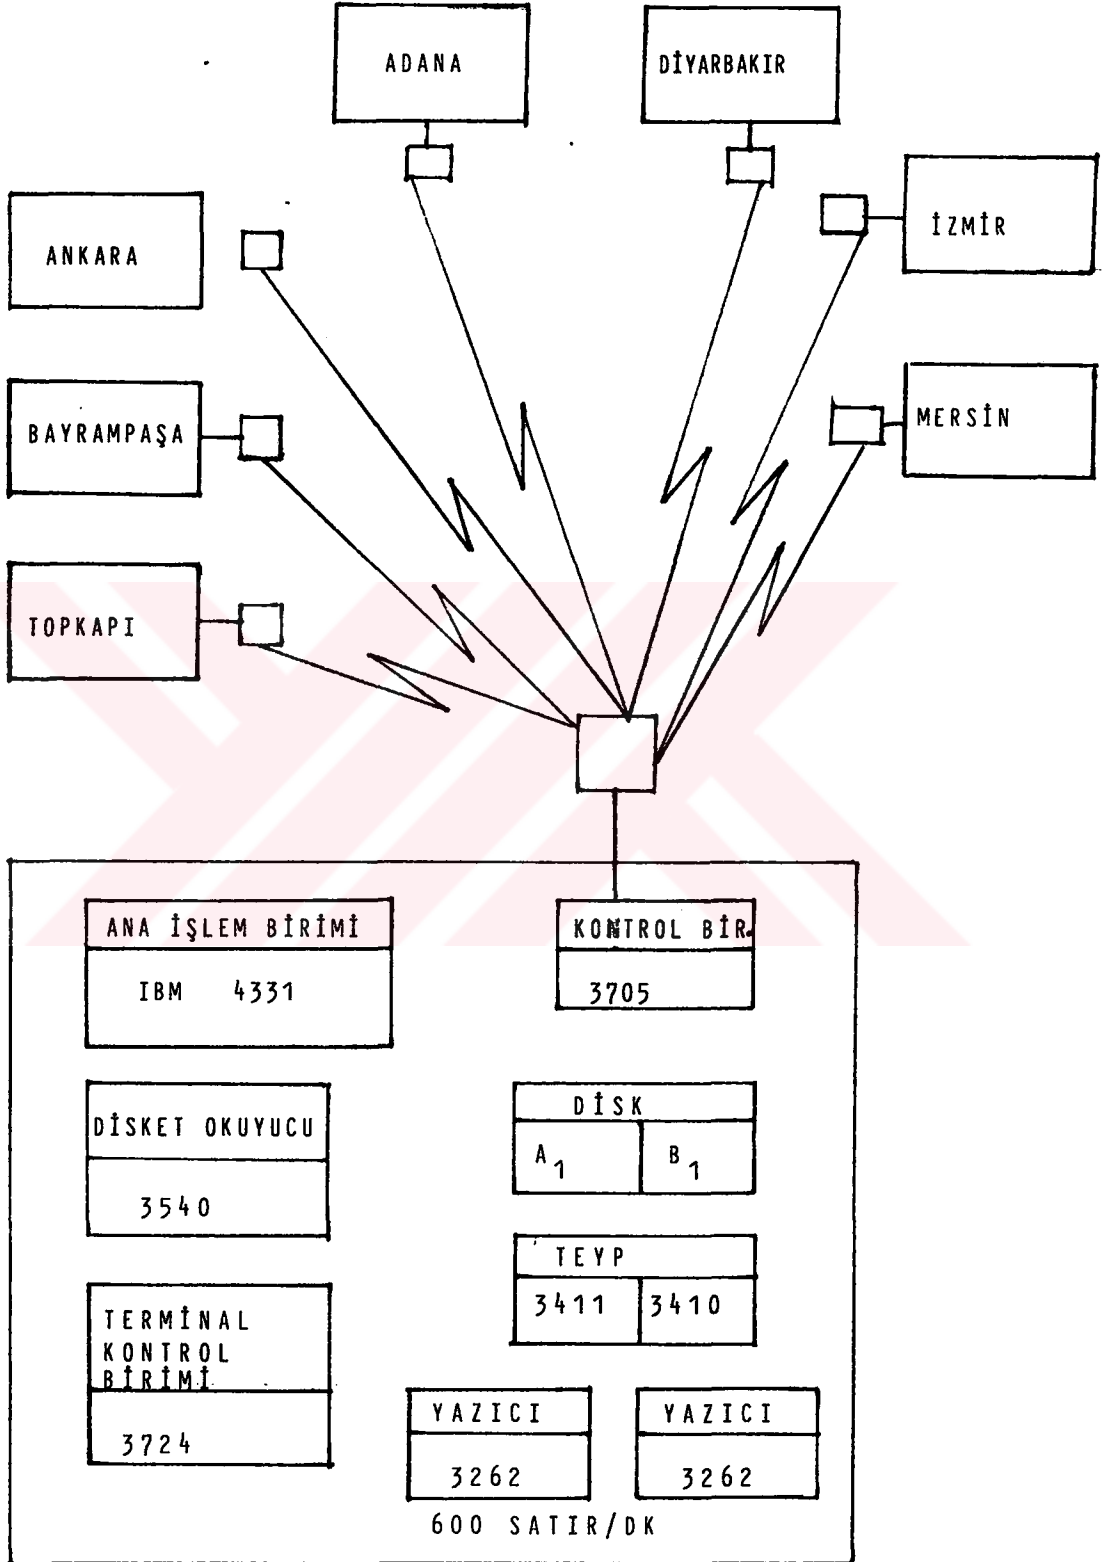 ADANA
DİYARBAKIR
ANKARA
İZMİR
BAYRAMPAŞA
MERSİN
TOPKAPI
ANA İŞLEM BİRİMİ
IBM 4331
KONTROL BİR.
3705
DİSKET OKUYUCU
3540
DİSK
A1
B1
TEYP
3411
3410
TERMİNAL
KONTROL
BİRİMİ
3724
YAZICI
3262
YAZICI
3262
600 SATIR/DK